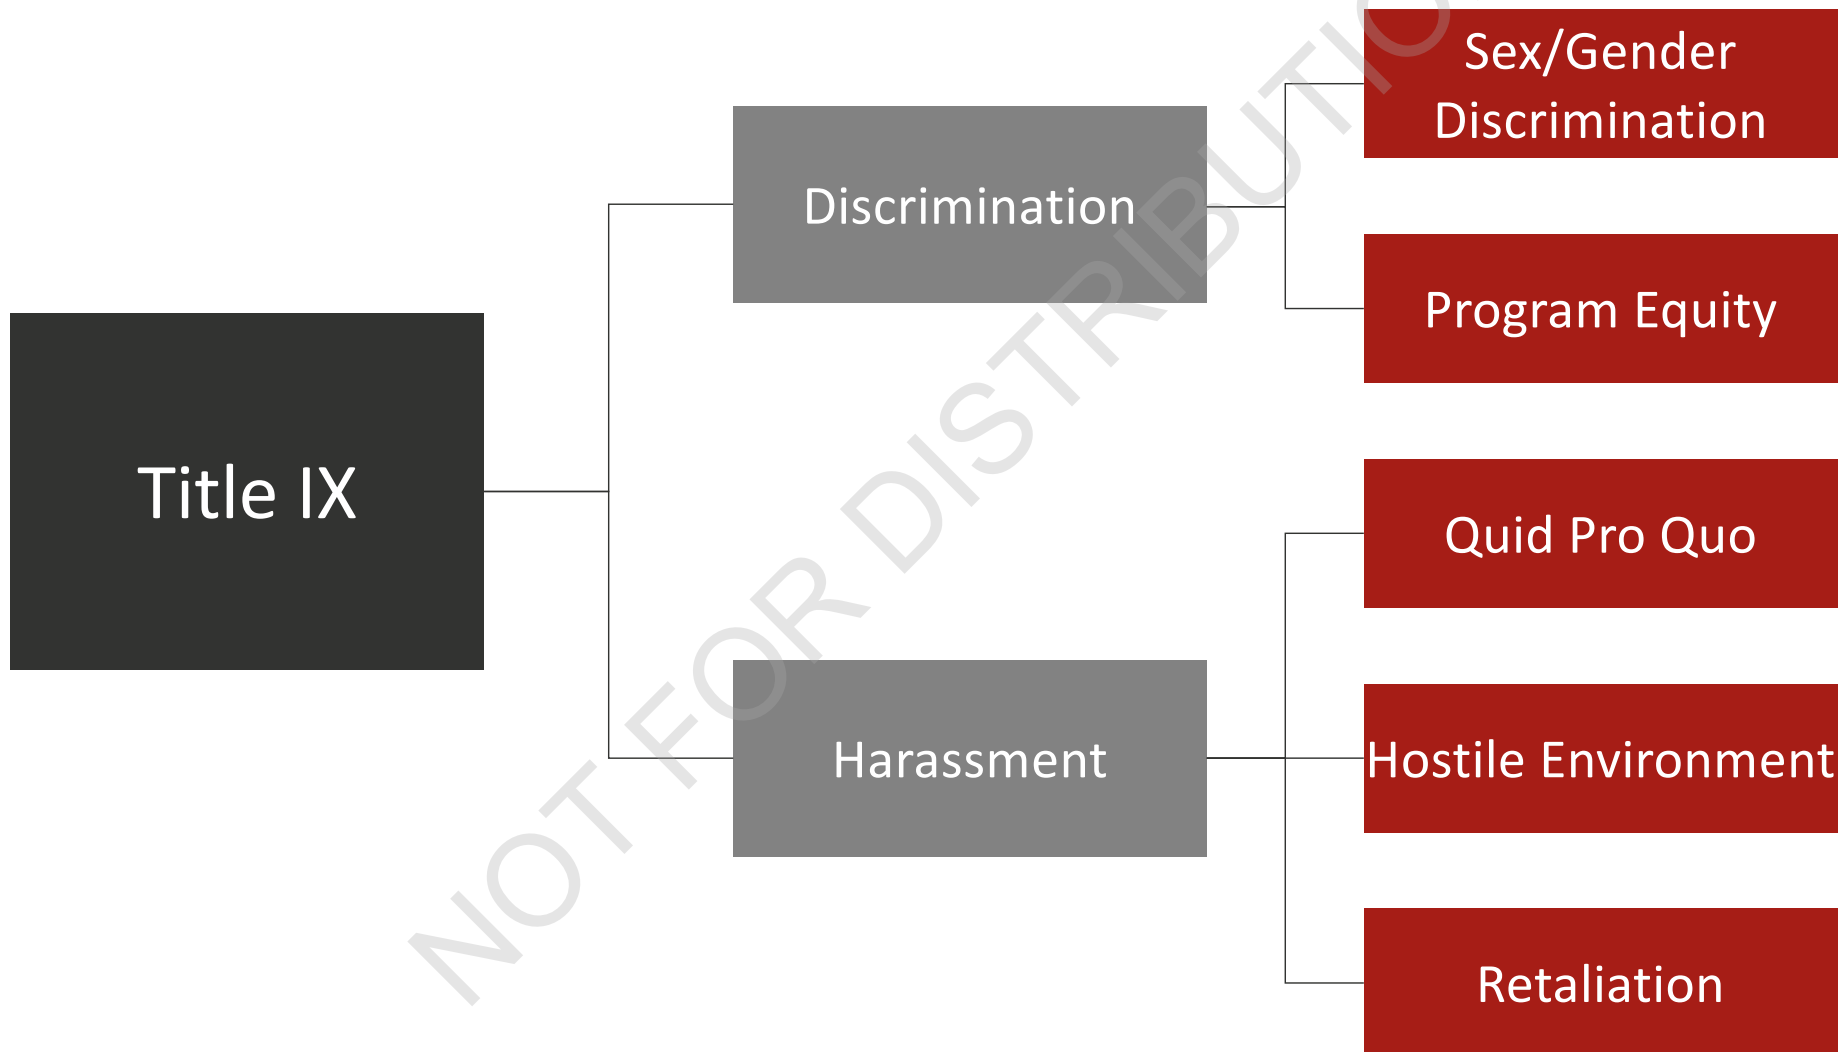 Title IX
Discrimination
Sex/Gender
Discrimination
Program Equity
Harassment
Quid Pro Quo
Hostile Environment
Retaliation
NOT FOR DISTRIBUTIO